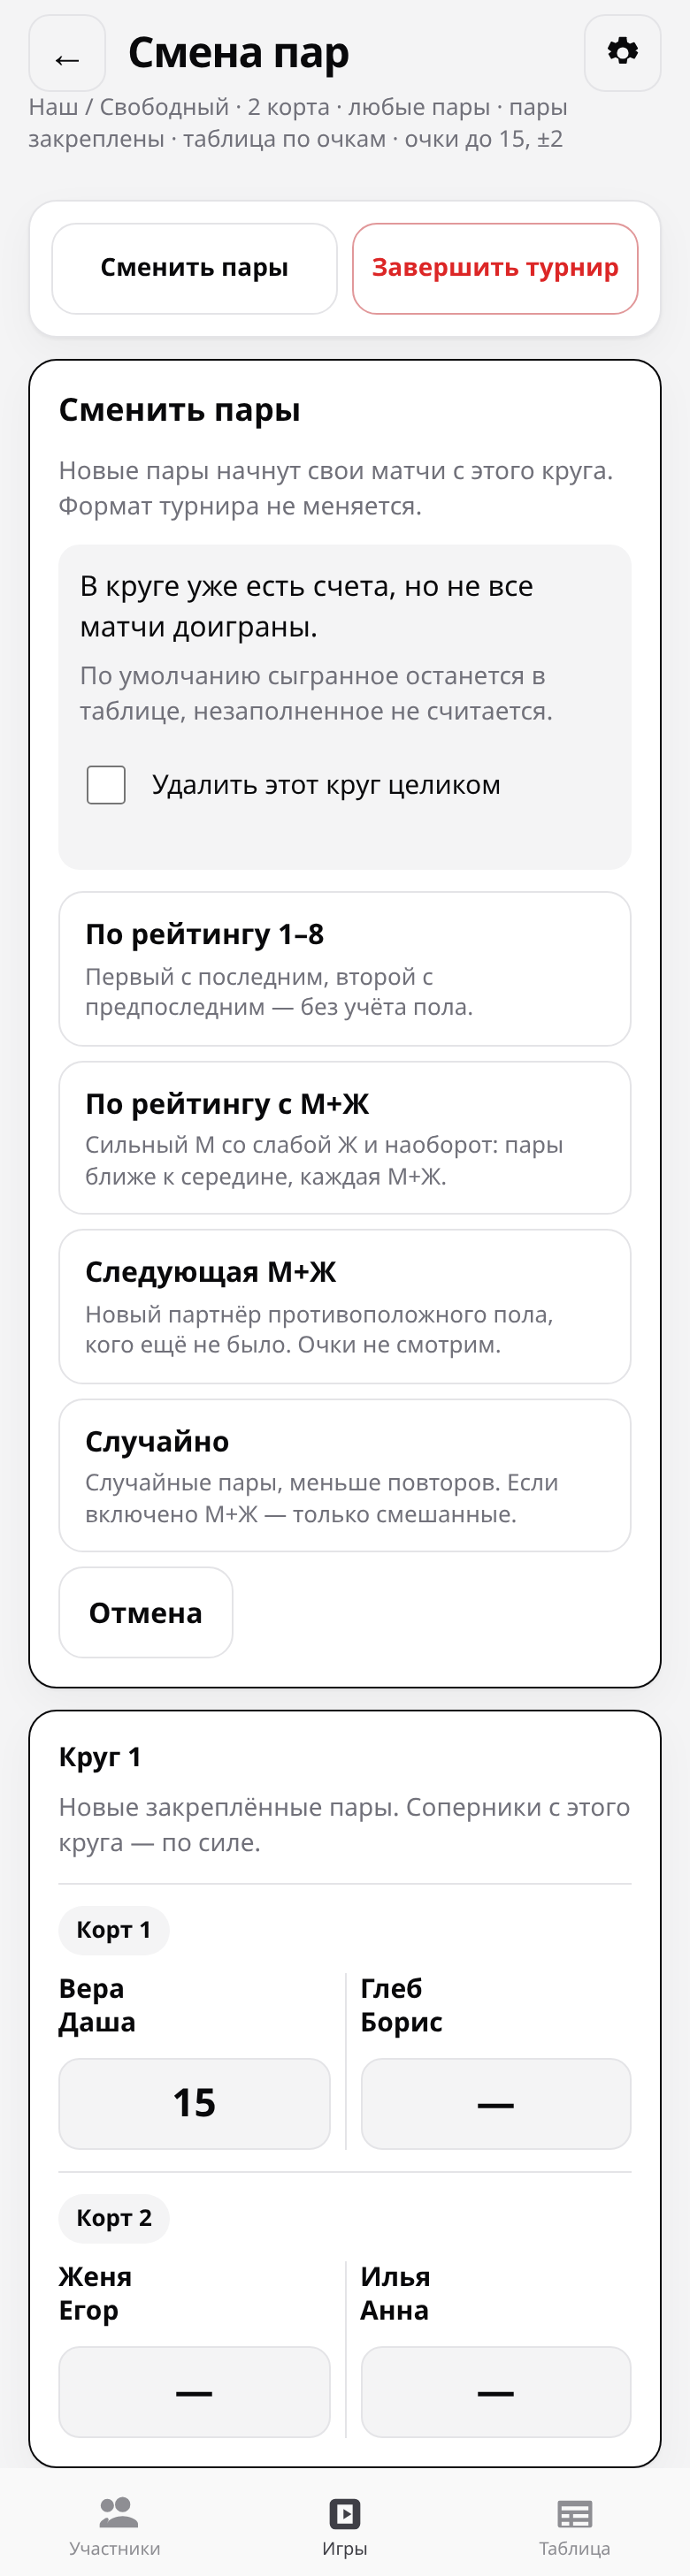 ←
Смена пар
Наш / Свободный · 2 корта · любые пары · пары
закреплены · таблица по очкам · очки до 15, ±2
Сменить пары
Завершить турнир
Сменить пары
Новые пары начнут свои матчи с этого круга.
Формат турнира не меняется.
В круге уже есть счета, но не все
матчи доиграны.
По умолчанию сыгранное останется в
таблице, незаполненное не считается.
Удалить этот круг целиком
По рейтингу 1–8
Первый с последним, второй с
предпоследним — без учёта пола.
По рейтингу с М+Ж
Сильный М со слабой Ж и наоборот: пары
ближе к середине, каждая М+Ж.
Следующая М+Ж
Новый партнёр противоположного пола,
кого ещё не было. Очки не смотрим.
Случайно
Случайные пары, меньше повторов. Если
включено М+Ж — только смешанные.
Отмена
Круг 1
Новые закреплённые пары. Соперники с этого
круга — по силе.
Корт 1
Вера
Даша
Глеб
Борис
15
—
Корт 2
Женя
Егор
Илья
Анна
—
—
Участники
Игры
Таблица